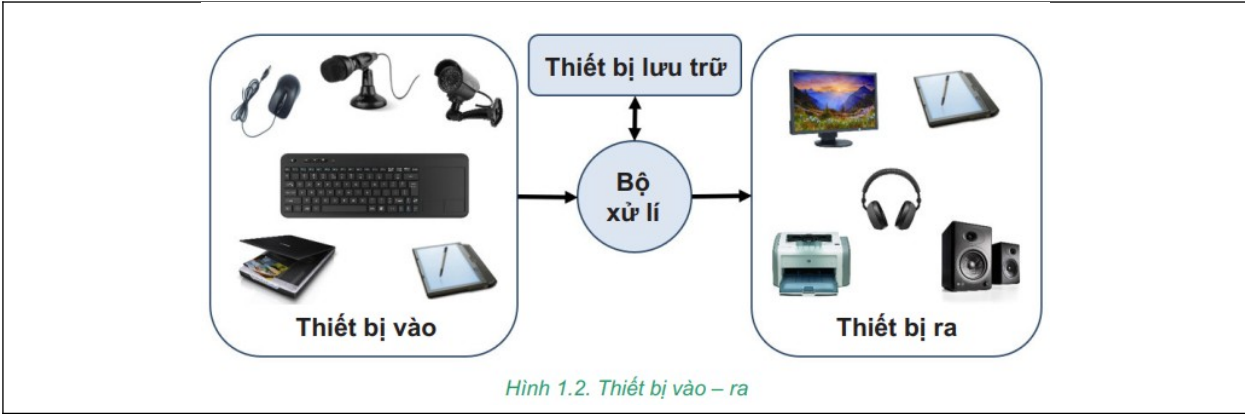 Thiết bị lưu trữ
Bộ
xử lí
Thiết bị vào
Thiết bị ra
Hình 1.2. Thiết bị vào – ra